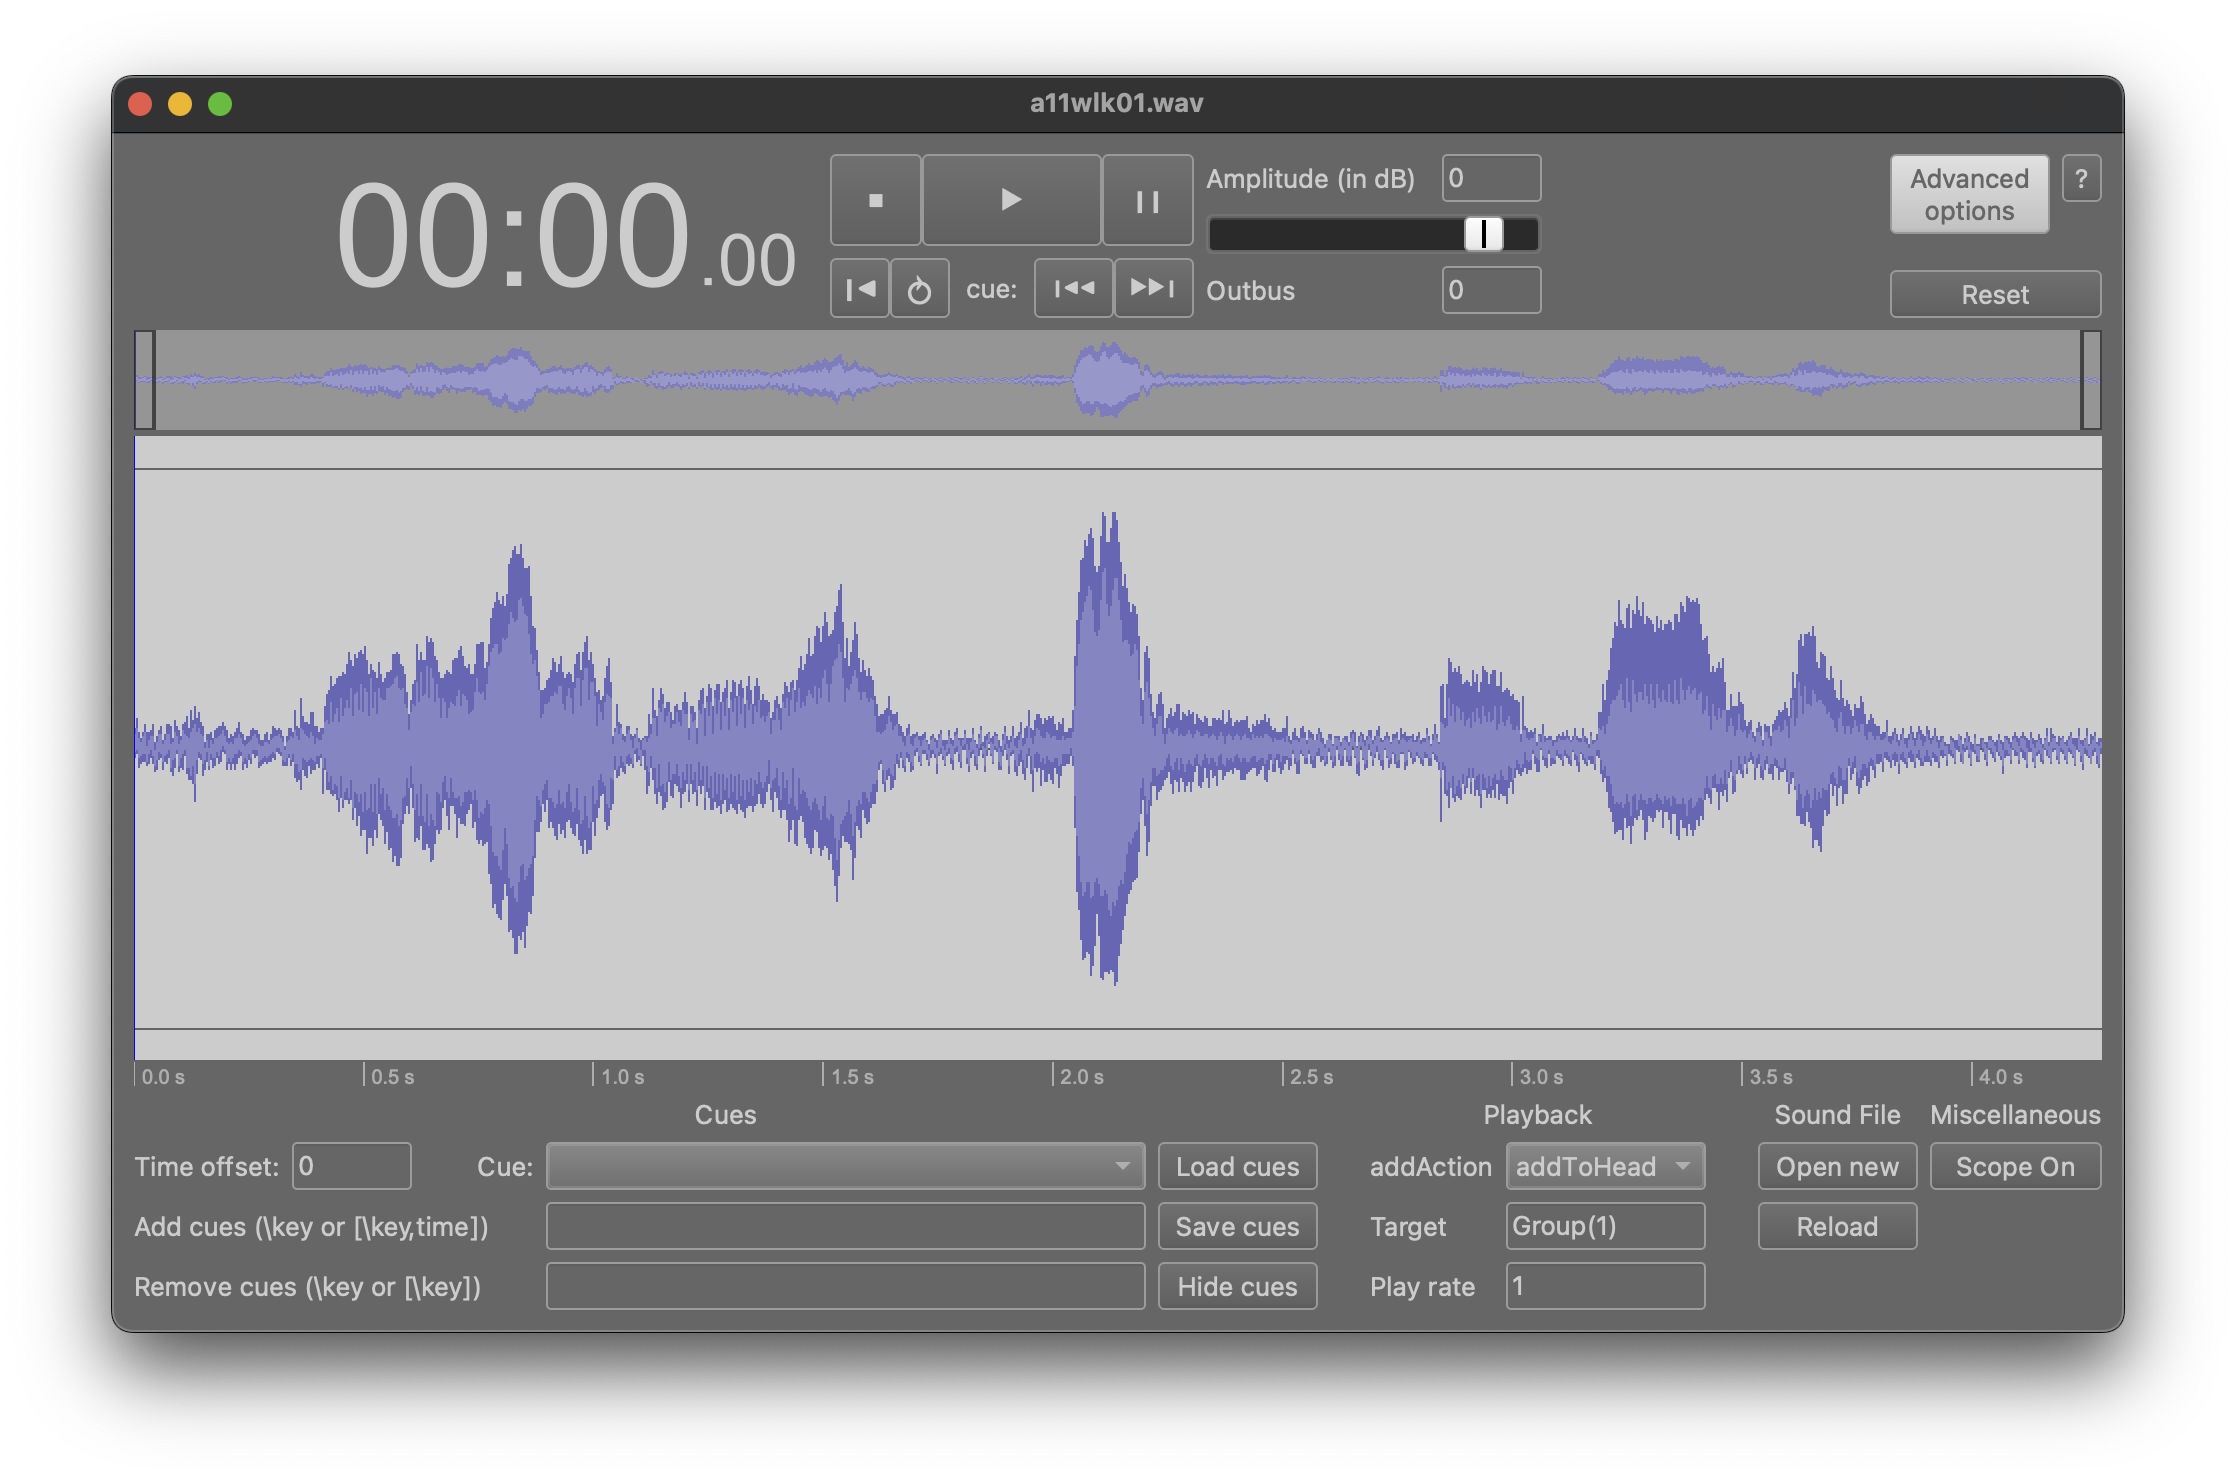 a11wlk01.wav
00:00.00
Amplitude (in dB) 0
Advanced
options
?
cue:
Outbus 0
Reset
0.0 s 0.5 s 1.0 s 1.5 s 2.0 s 2.5 s 3.0 s 3.5 s 4.0 s
Cues Playback Sound File Miscellaneous
Time offset: 0 Cue: Load cues addAction addToHead Open new Scope On
Add cues (\key or [\key,time]) Save cues Target Group(1) Reload
Remove cues (\key or [\key]) Hide cues Play rate 1